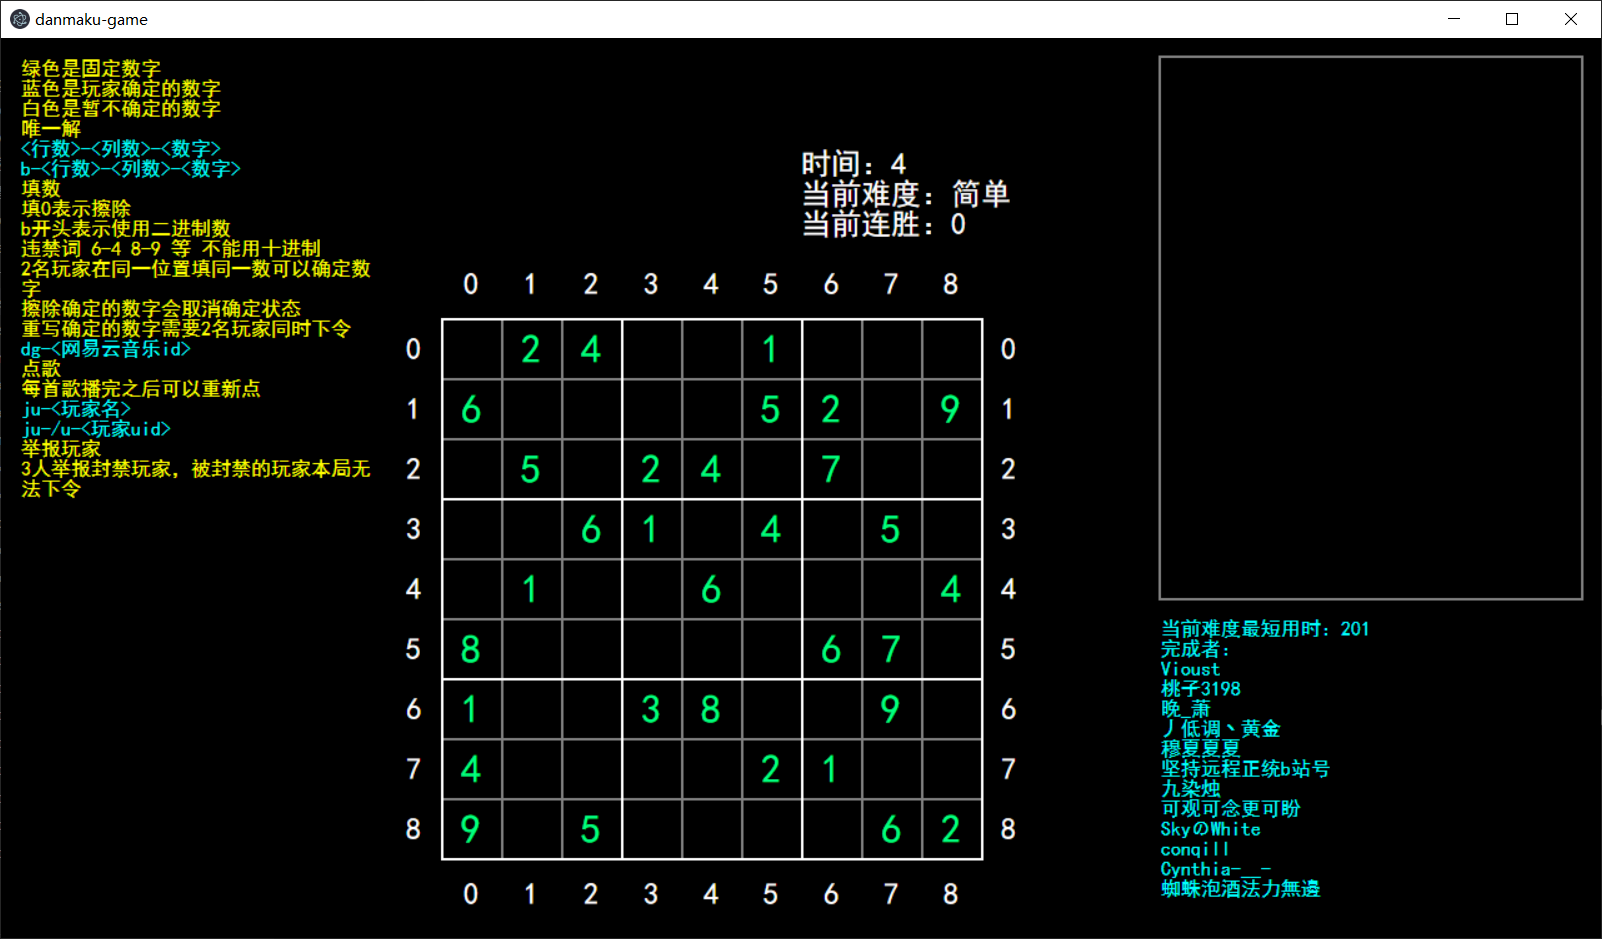 danmaku-game
绿色是固定数字
蓝色是玩家确定的数字
白色是暂不确定的数字
唯一解
<行数>-<列数>-<数字>
b-<行数>-<列数>-<数字>
填数
填0表示擦除
b开头表示使用二进制数
违禁词 6-4 8-9 等 不能用十进制
2名玩家在同一位置填同一数可以确定数
字
擦除确定的数字会取消确定状态
重写确定的数字需要2名玩家同时下令
dg-<网易云音乐id>
点歌
每首歌播完之后可以重新点
ju-<玩家名>
ju-/u-<玩家uid>
举报玩家
3人举报封禁玩家，被封禁的玩家本局无
法下令
时间：4
当前难度：简单
当前连胜：0
0 1 2 3 4 5 6 7 8
0 2 4 1 0
1 6 5 2 9 1
2 5 2 4 7 2
3 6 1 4 5 3
4 1 6 4 4
5 8 6 7 5
6 1 3 8 9 6
7 4 2 1 7
8 9 5 6 2 8
0 1 2 3 4 5 6 7 8
当前难度最短用时：201
完成者：
Vioust
桃子3198
晚_萧
丿低调丶黄金
穆夏夏夏
坚持远程正统b站号
九染烛
可观可念更可盼
SkyのWhite
conqill
Cynthia-__-
蜘蛛泡酒法力無邊